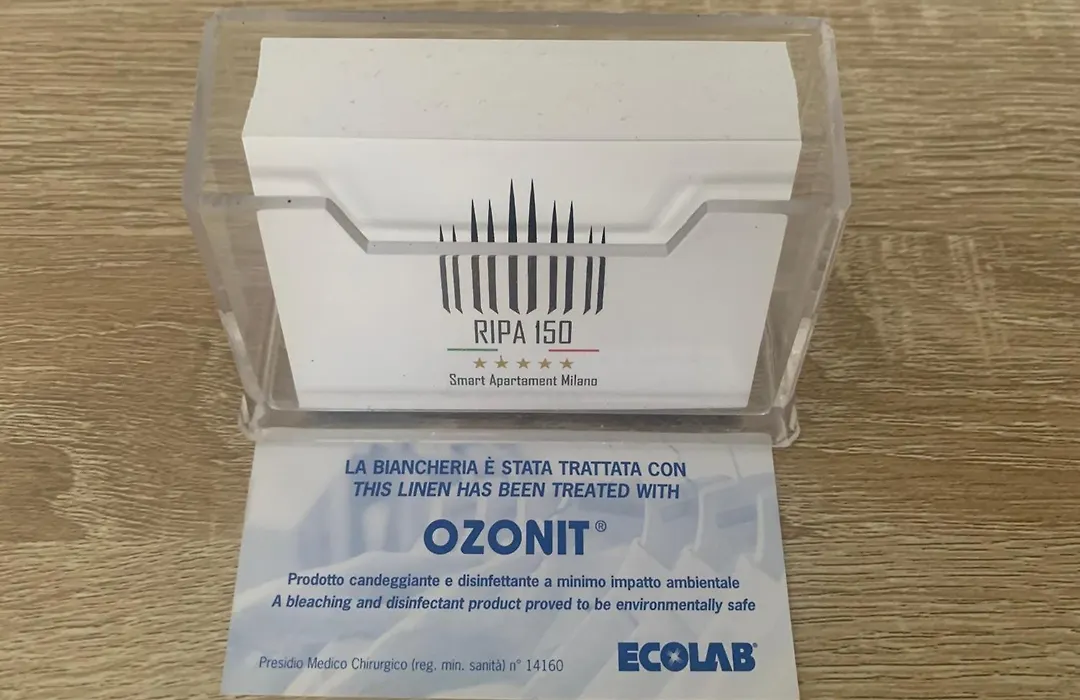 RIPA 150
Smart Apartament Milano
LA BIANCHERIA È STATA TRATTATA CON
THIS LINEN HAS BEEN TREATED WITH
OZONIT®
Prodotto candeggiante e disinfettante a minimo impatto ambientale
A bleaching and disinfectant product proved to be environmentally safe
Presidio Medico Chirurgico (reg. min. sanità) n° 14160
ECOLAB®